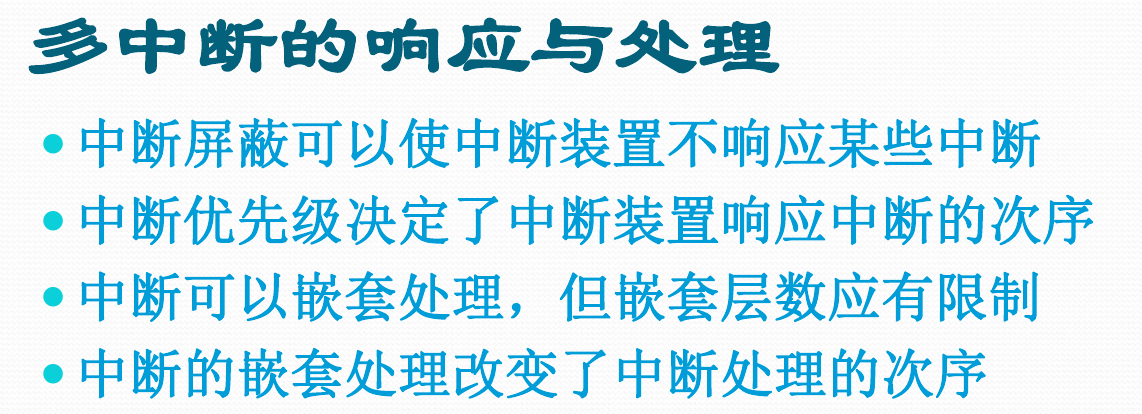 多中断的响应与处理
•中断屏蔽可以使中断装置不响应某些中断
•中断优先级决定了中断装置响应中断的次序
•中断可以嵌套处理，但嵌套层数应有限制
•中断的嵌套处理改变了中断处理的次序